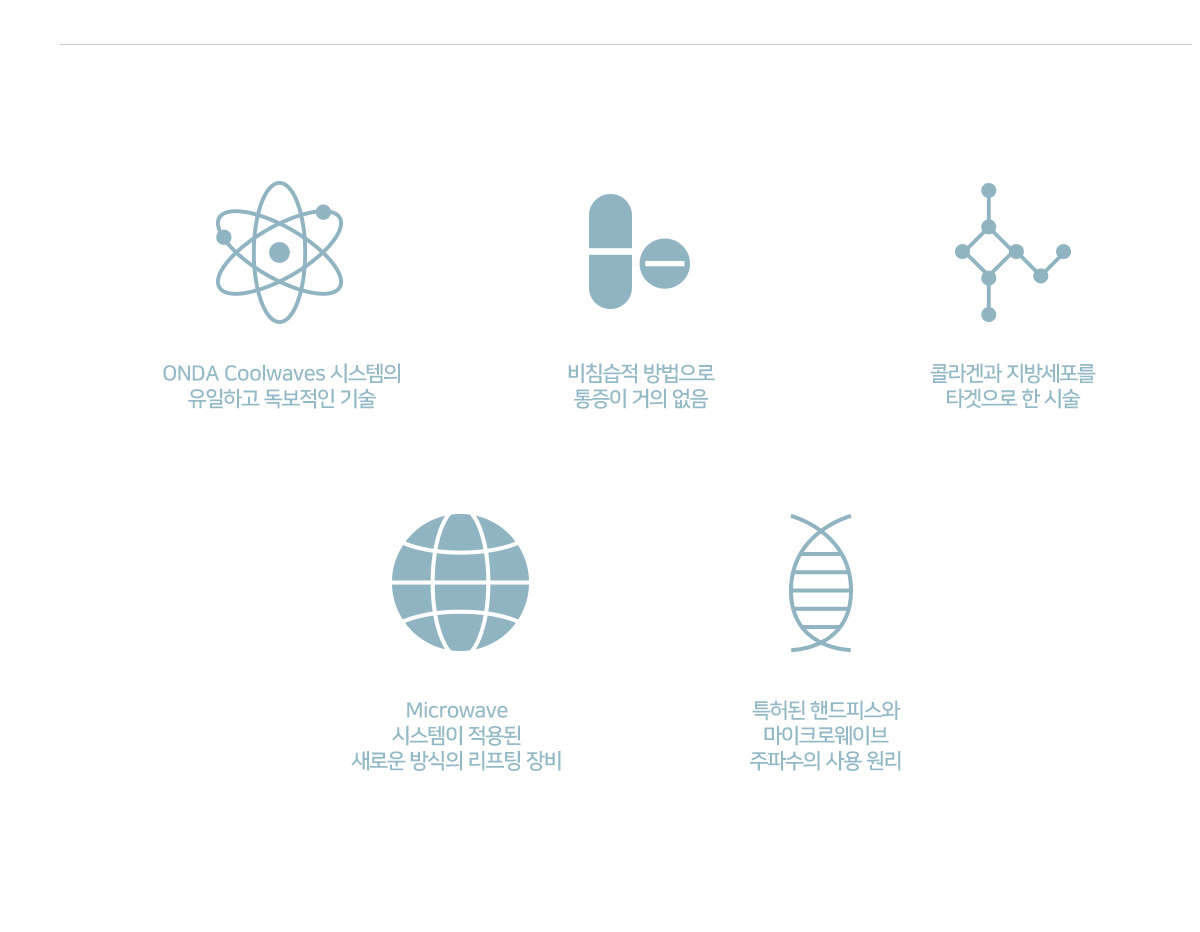 ONDA Coolwaves 시스템의
유일하고 독보적인 기술
비침습적 방법으로
통증이 거의 없음
콜라겐과 지방세포를
타겟으로 한 시술
Microwave
시스템이 적용된
새로운 방식의 리프팅 장비
특허된 핸드피스와
마이크로웨이브
주파수의 사용 원리